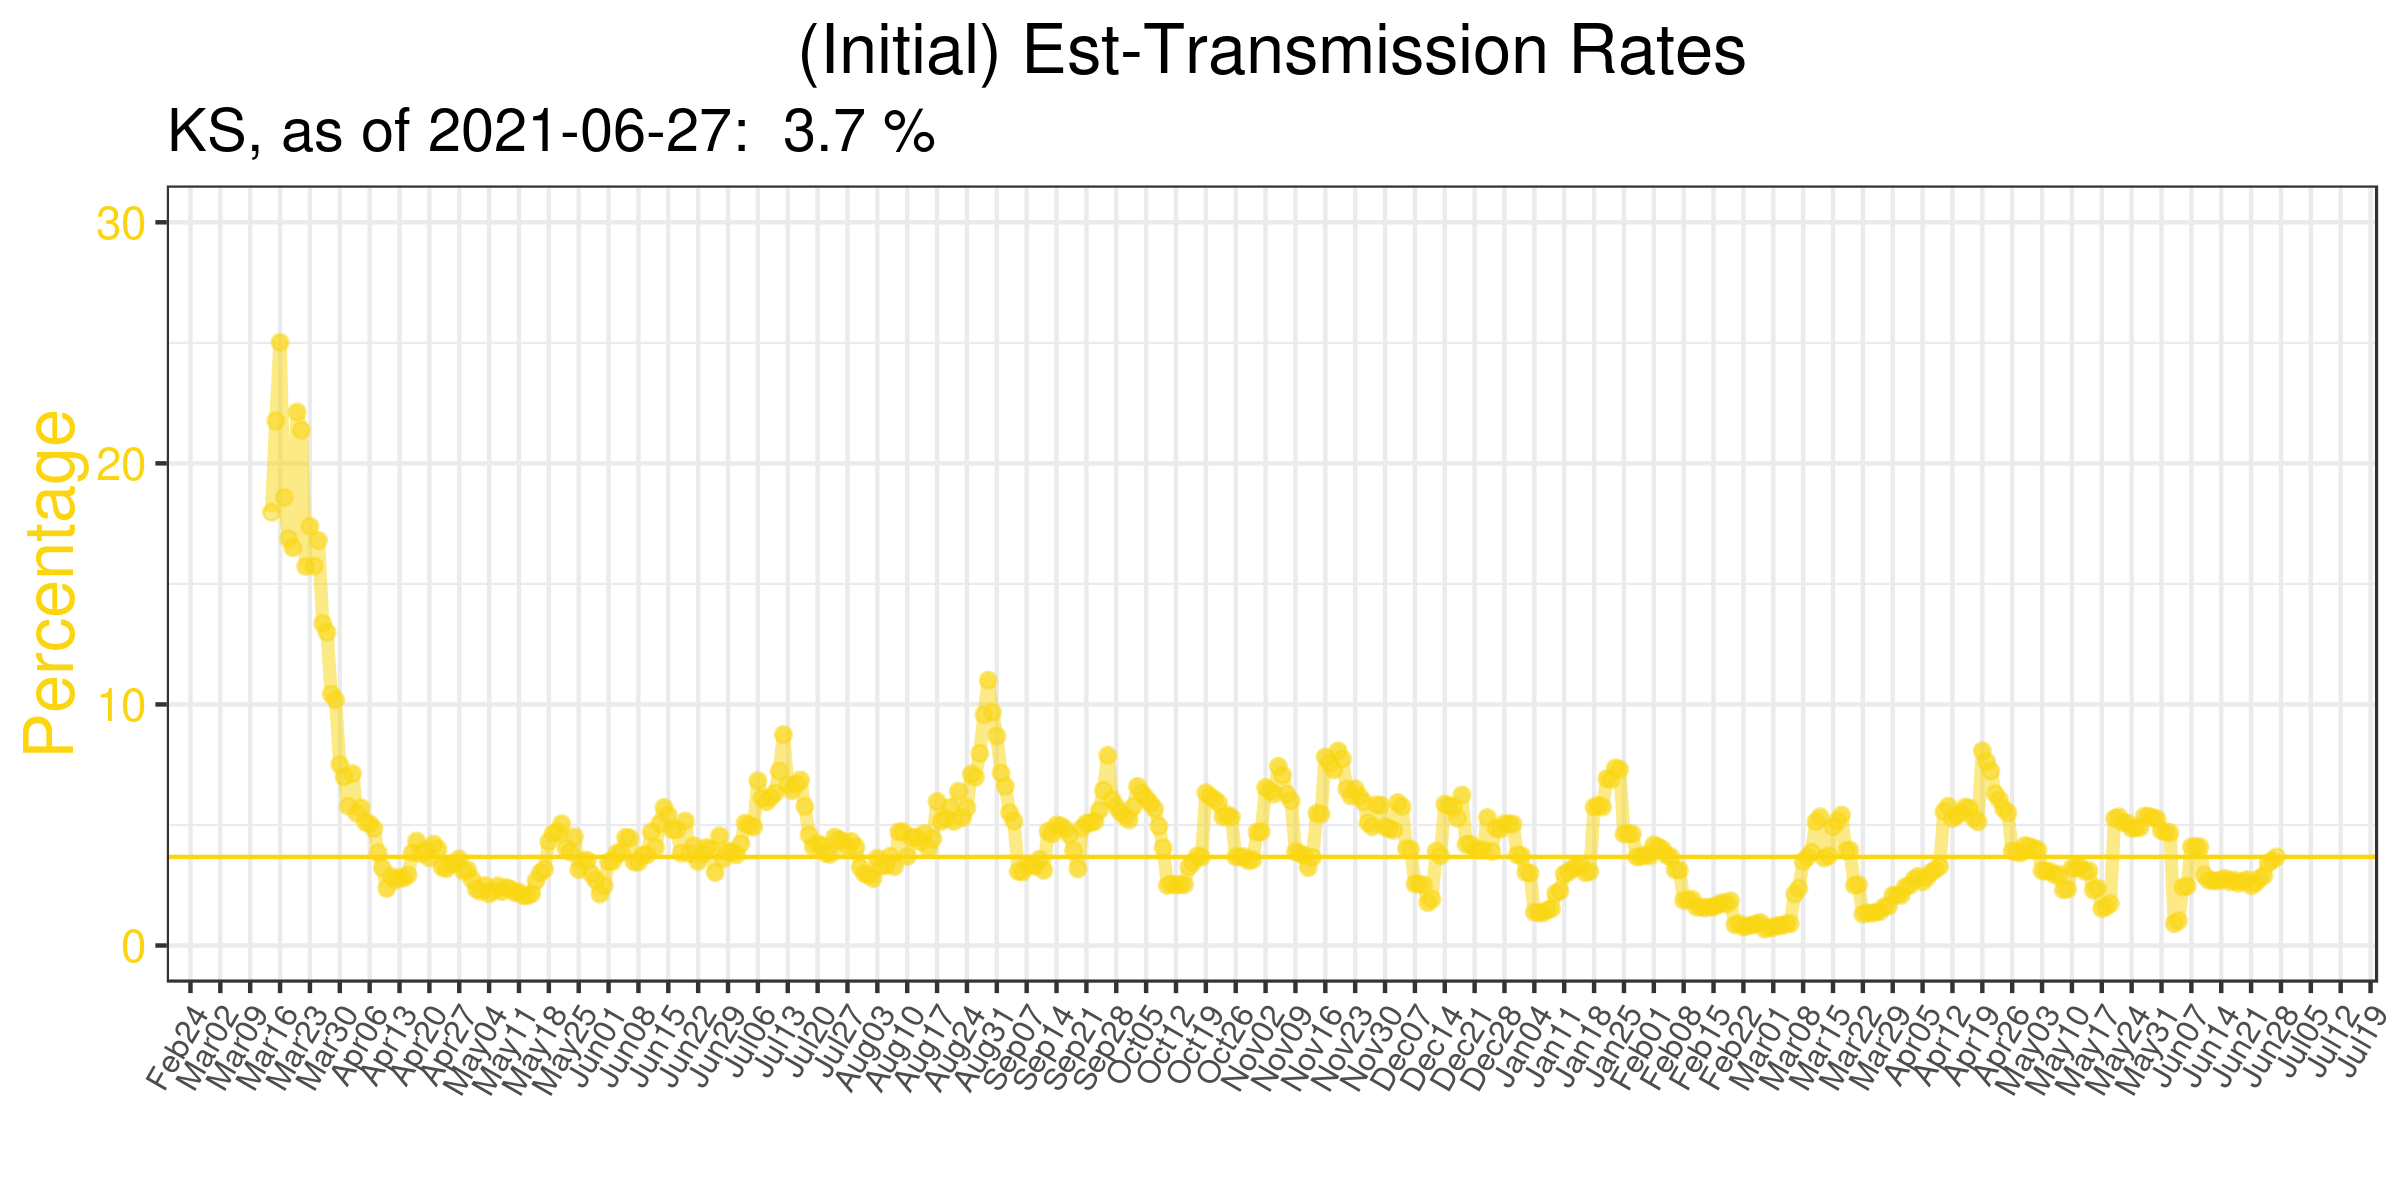 (Initial) Est-Transmission Rates
KS, as of 2021-06-27: 3.7 %
Percentage
30
20
10
0
Feb24
Mar02
Mar09
Mar16
Mar23
Mar30
Apr06
Apr13
Apr20
Apr27
May04
May11
May18
May25
Jun01
Jun08
Jun15
Jun22
Jun29
Jul06
Jul13
Jul20
Jul27
Aug03
Aug10
Aug17
Aug24
Aug31
Sep07
Sep14
Sep21
Sep28
Oct05
Oct12
Oct19
Oct26
Nov02
Nov09
Nov16
Nov23
Nov30
Dec07
Dec14
Dec21
Dec28
Jan04
Jan11
Jan18
Jan25
Feb01
Feb08
Feb15
Feb22
Mar01
Mar08
Mar15
Mar22
Mar29
Apr05
Apr12
Apr19
Apr26
May03
May10
May17
May24
May31
Jun07
Jun14
Jun21
Jun28
Jul05
Jul12
Jul19